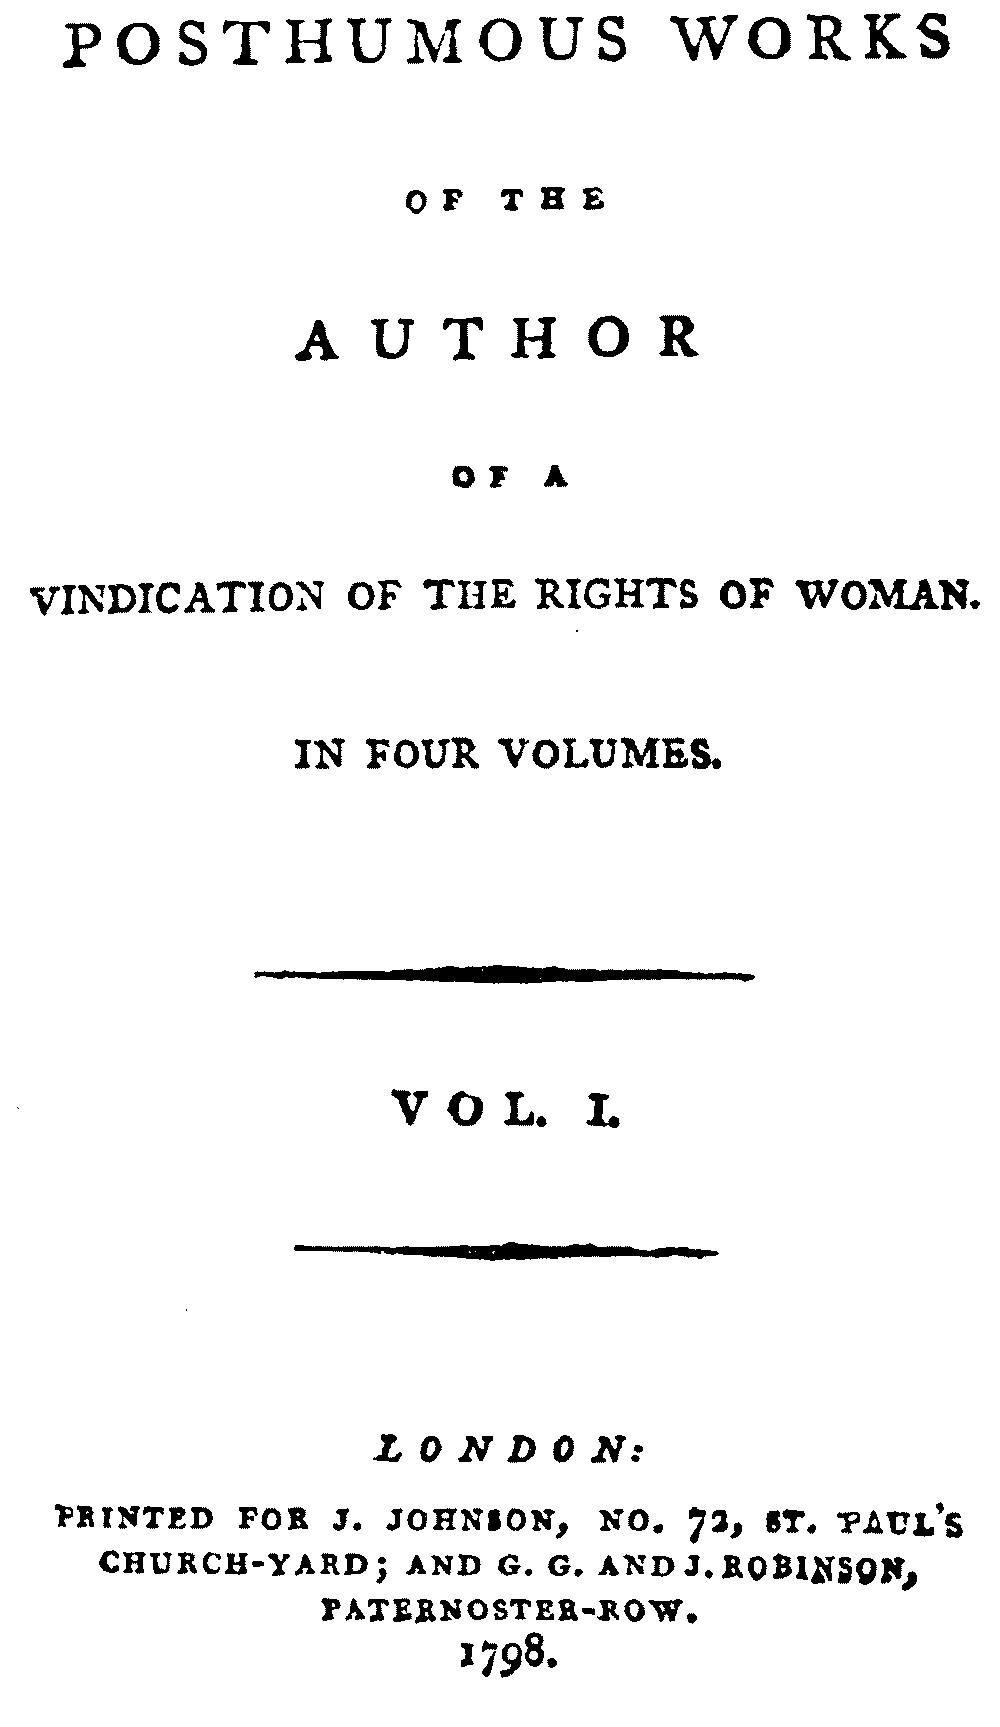 POSTHUMOUS WORKS
OF THE
AUTHOR
OF A
VINDICATION OF THE RIGHTS OF WOMAN.
IN FOUR VOLUMES.
VOL. I.
LONDON:
PRINTED FOR J. JOHNSON, NO. 72, ST. PAUL'S
CHURCH-YARD; AND G. G. AND J. ROBINSON,
PATERNOSTER-ROW.
1798.